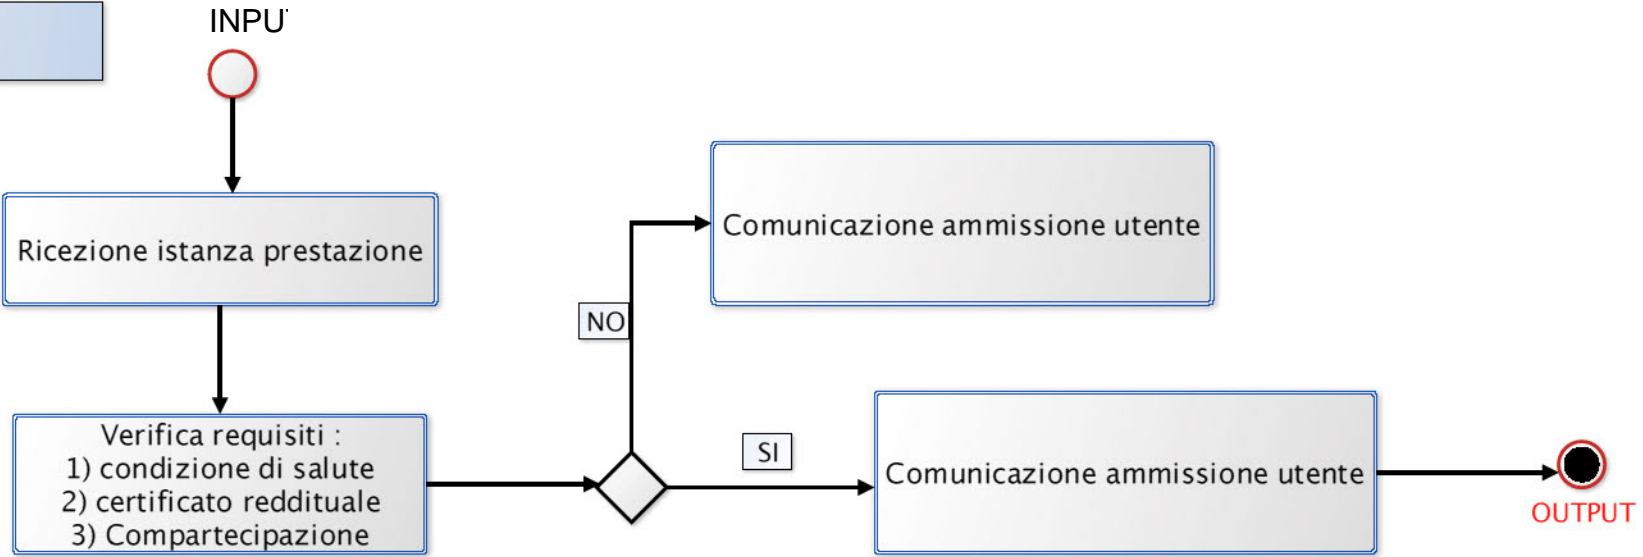 INPUT
Ricezione istanza prestazione
Verifica requisiti :
1) condizione di salute
2) certificato reddituale
3) Compartecipazione
NO
Comunicazione ammissione utente
SI
Comunicazione ammissione utente
OUTPUT